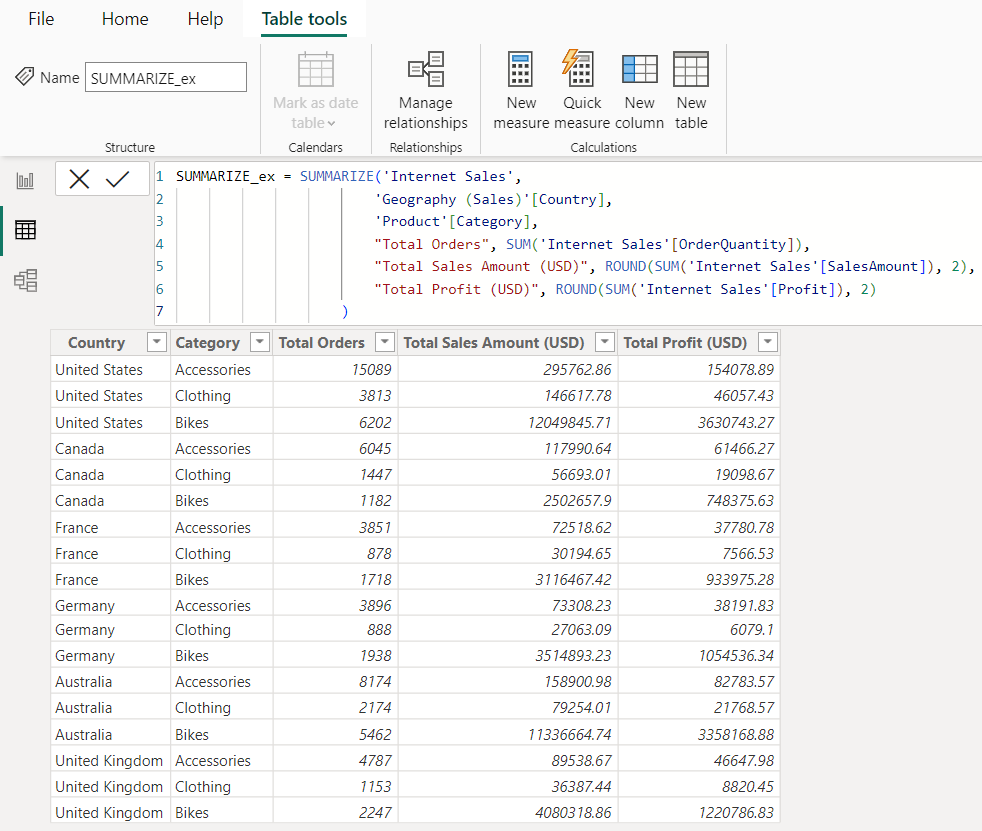 File Home Help Table tools
Name SUMMARIZE_ex
Mark as date table
Manage relationships
New measure
Quick measure
New column
New table
Structure Calendars Relationships Calculations
1 SUMMARIZE_ex = SUMMARIZE('Internet Sales',
2 'Geography (Sales)'[Country],
3 'Product'[Category],
4 "Total Orders", SUM('Internet Sales'[OrderQuantity]),
5 "Total Sales Amount (USD)", ROUND(SUM('Internet Sales'[SalesAmount]), 2),
6 "Total Profit (USD)", ROUND(SUM('Internet Sales'[Profit]), 2)
7 )
Country Category Total Orders Total Sales Amount (USD) Total Profit (USD)
United States Accessories 15089 295762.86 154078.89
United States Clothing 3813 146617.78 46057.43
United States Bikes 6202 12049845.71 3630743.27
Canada Accessories 6045 117990.64 61466.27
Canada Clothing 1447 56693.01 19098.67
Canada Bikes 1182 2502657.9 748375.63
France Accessories 3851 72518.62 37780.78
France Clothing 878 30194.65 7566.53
France Bikes 1718 3116467.42 933975.28
Germany Accessories 3896 73308.23 38191.83
Germany Clothing 888 27063.09 6079.1
Germany Bikes 1938 3514893.23 1054536.34
Australia Accessories 8174 158900.98 82783.57
Australia Clothing 2174 79254.01 21768.57
Australia Bikes 5462 11336664.74 3358168.88
United Kingdom Accessories 4787 89538.67 46647.98
United Kingdom Clothing 1153 36387.44 8820.45
United Kingdom Bikes 2247 4080318.86 1220786.83